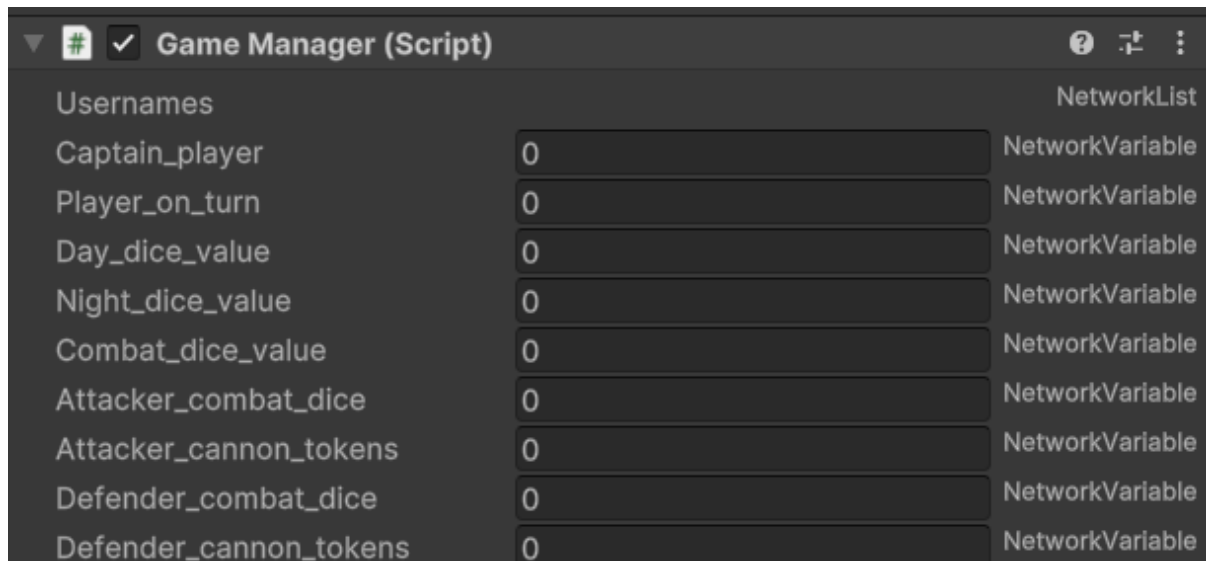 Game Manager (Script)
Usernames NetworkList
Captain_player 0 NetworkVariable
Player_on_turn 0 NetworkVariable
Day_dice_value 0 NetworkVariable
Night_dice_value 0 NetworkVariable
Combat_dice_value 0 NetworkVariable
Attacker_combat_dice 0 NetworkVariable
Attacker_cannon_tokens 0 NetworkVariable
Defender_combat_dice 0 NetworkVariable
Defender_cannon_tokens 0 NetworkVariable